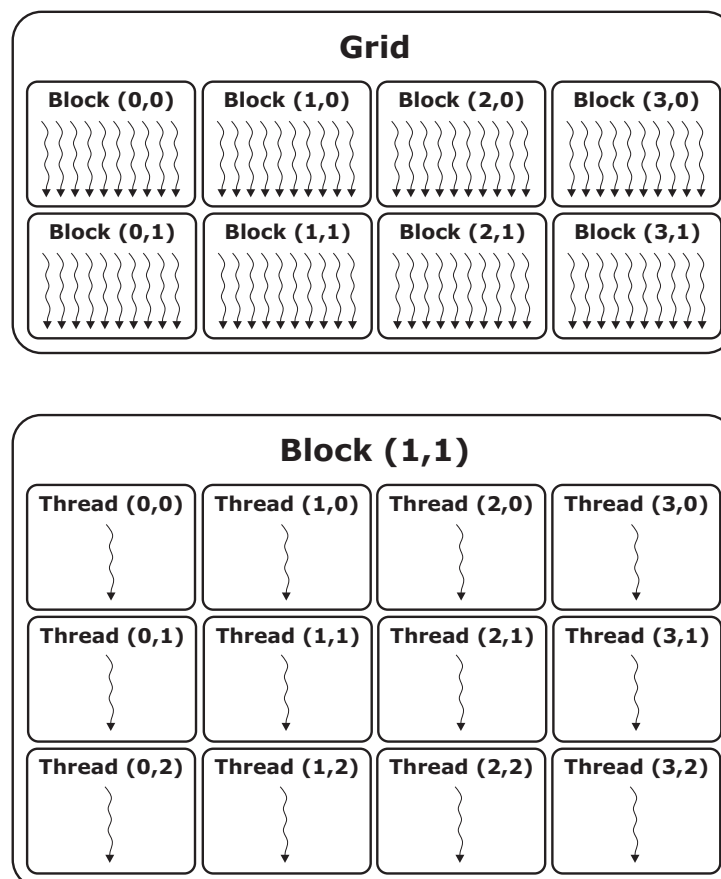 Grid
Block (0,0) Block (1,0) Block (2,0) Block (3,0)
Block (0,1) Block (1,1) Block (2,1) Block (3,1)
Block (1,1)
Thread (0,0) Thread (1,0) Thread (2,0) Thread (3,0)
Thread (0,1) Thread (1,1) Thread (2,1) Thread (3,1)
Thread (0,2) Thread (1,2) Thread (2,2) Thread (3,2)